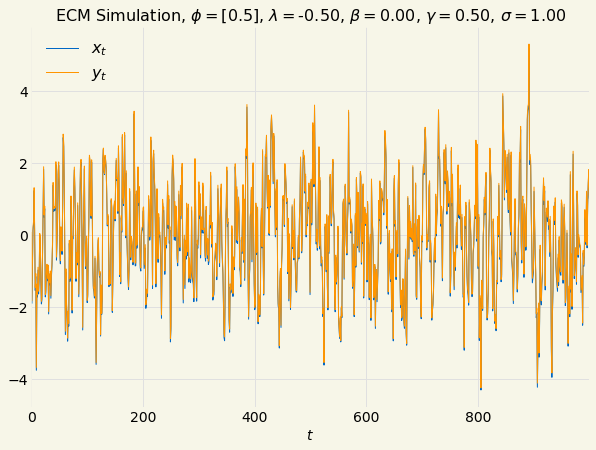 ECM Simulation, ϕ = [0.5], λ = -0.50, β = 0.00, γ = 0.50, σ = 1.00
x_t
y_t
4
2
0
−2
−4
0 200 400 600 800
t